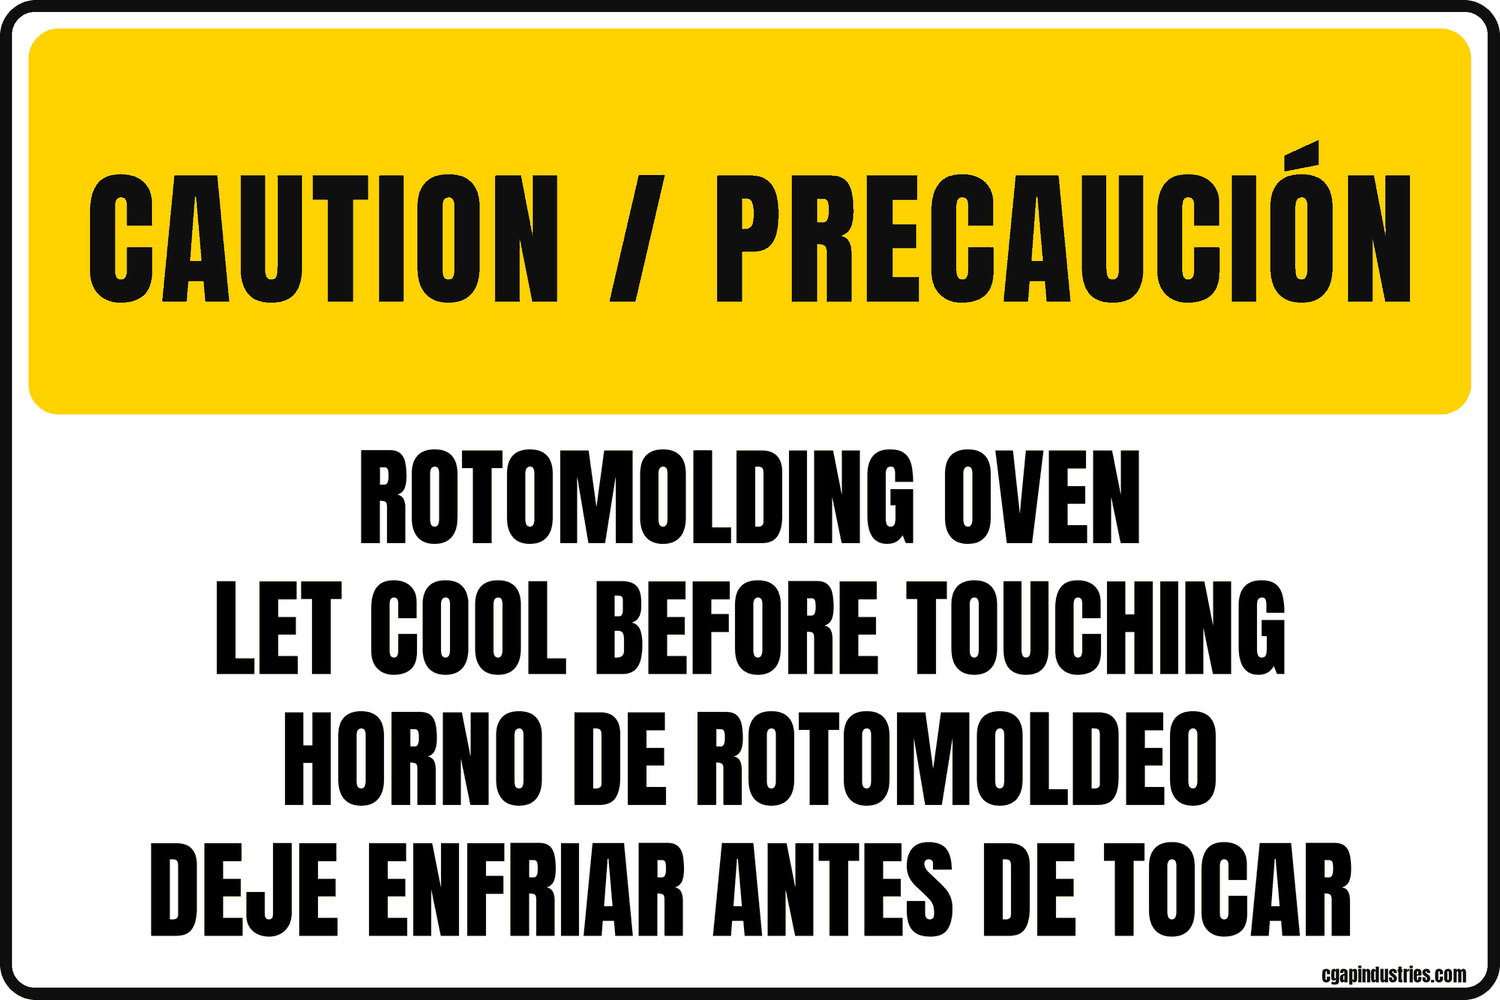 CAUTION / PRECAUCIÓN
ROTOMOLDING OVEN
LET COOL BEFORE TOUCHING
HORNO DE ROTOMOLDEO
DEJE ENFRIAR ANTES DE TOCAR
cgapindustries.com